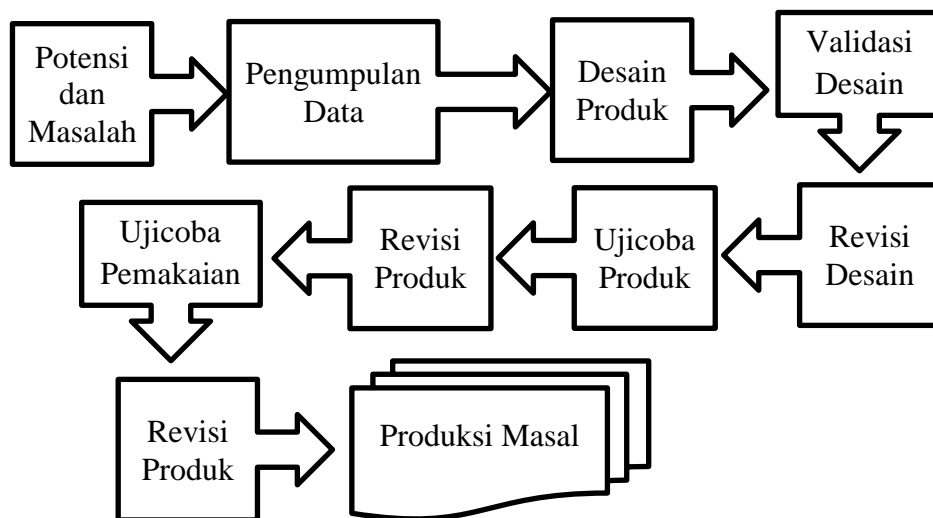 Potensi
dan
Masalah
Pengumpulan
Data
Desain
Produk
Validasi
Desain
Revisi
Desain
Ujicoba
Produk
Revisi
Produk
Ujicoba
Pemakaian
Revisi
Produk
Produksi Masal